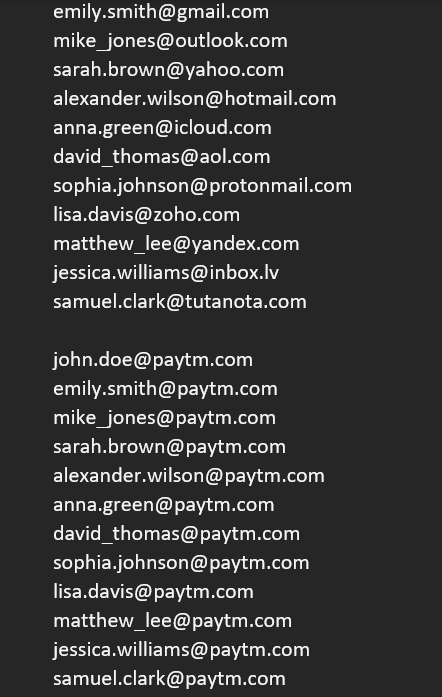 emily.smith@gmail.com
mike_jones@outlook.com
sarah.brown@yahoo.com
alexander.wilson@hotmail.com
anna.green@icloud.com
david_thomas@aol.com
sophia.johnson@protonmail.com
lisa.davis@zoho.com
matthew_lee@yandex.com
jessica.williams@inbox.lv
samuel.clark@tutanota.com
john.doe@paytm.com
emily.smith@paytm.com
mike_jones@paytm.com
sarah.brown@paytm.com
alexander.wilson@paytm.com
anna.green@paytm.com
david_thomas@paytm.com
sophia.johnson@paytm.com
lisa.davis@paytm.com
matthew_lee@paytm.com
jessica.williams@paytm.com
samuel.clark@paytm.com